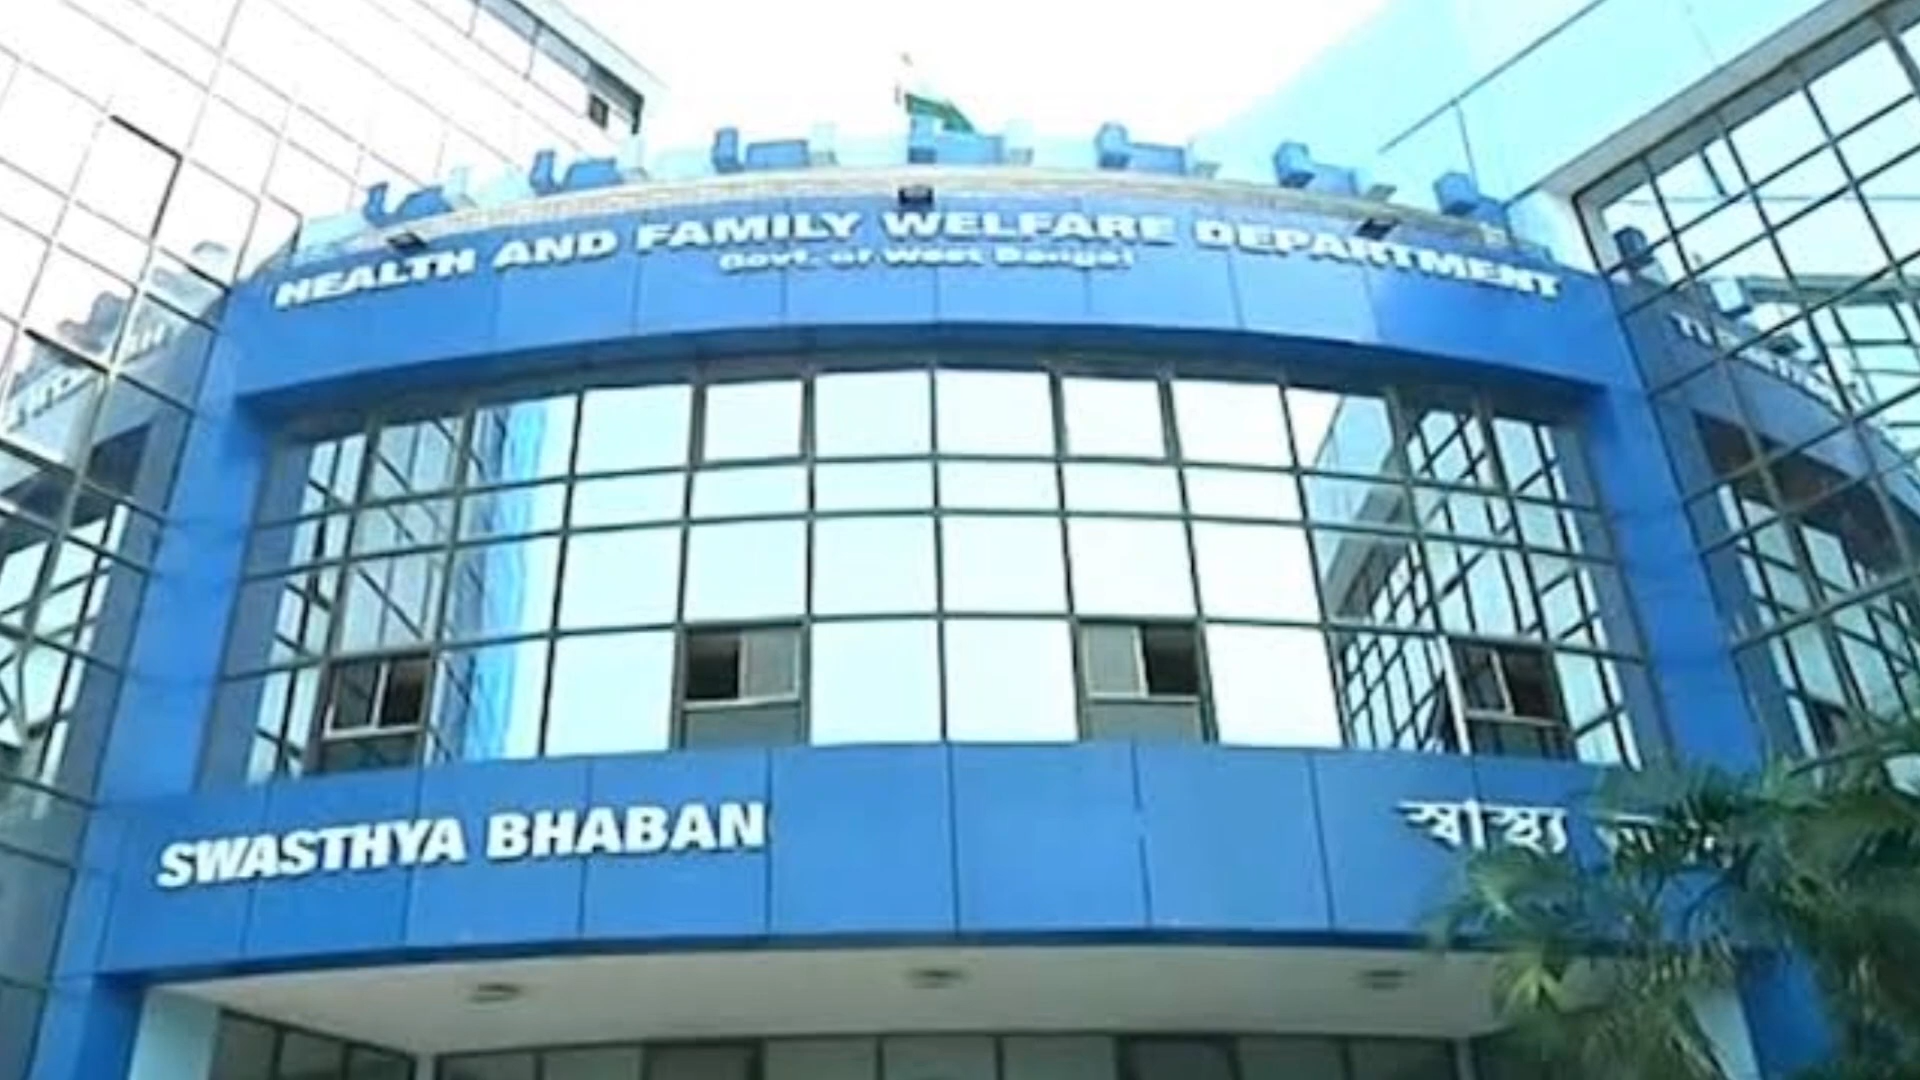 HEALTH AND FAMILY WELFARE DEPARTMENT
Govt. of West Bengal
SWASTHYA BHABAN
স্বাস্থ্য